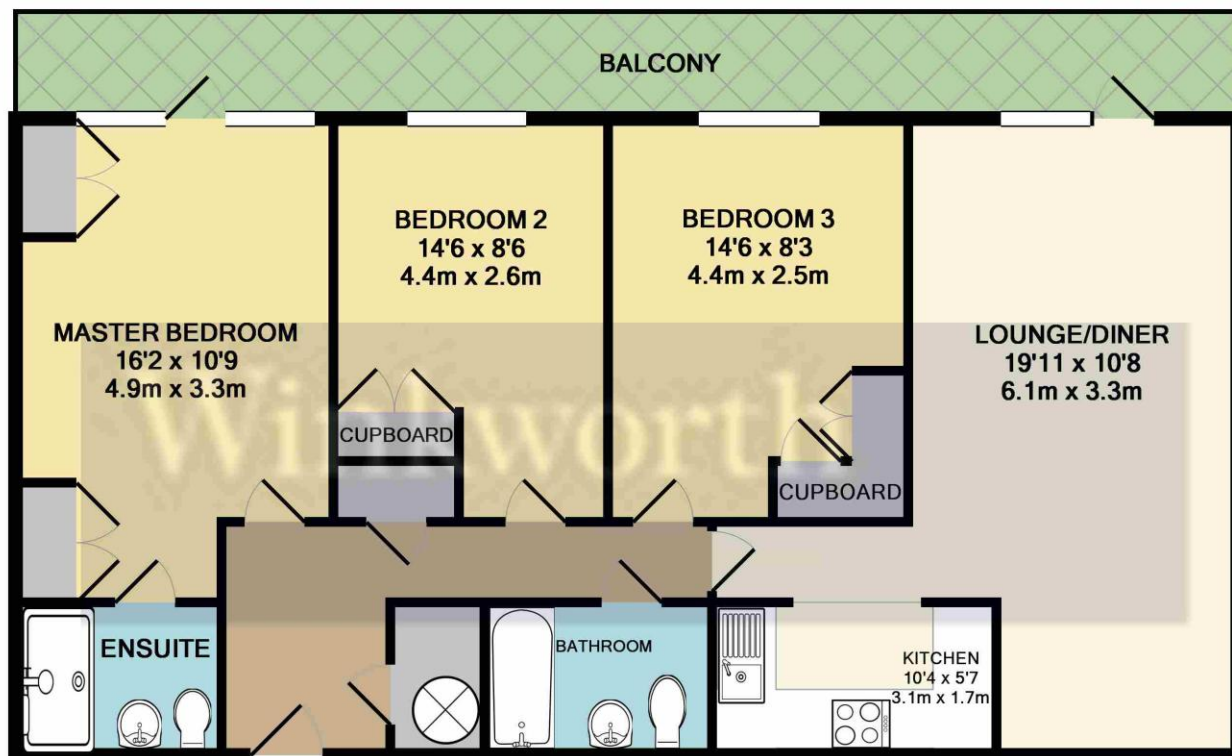 BALCONY
BEDROOM 2
14'6 x 8'6
4.4m x 2.6m
BEDROOM 3
14'6 x 8'3
4.4m x 2.5m
MASTER BEDROOM
16'2 x 10'9
4.9m x 3.3m
LOUNGE/DINER
19'11 x 10'8
6.1m x 3.3m
Winkworth
CUPBOARD
CUPBOARD
ENSUITE
BATHROOM
KITCHEN
10'4 x 5'7
3.1m x 1.7m